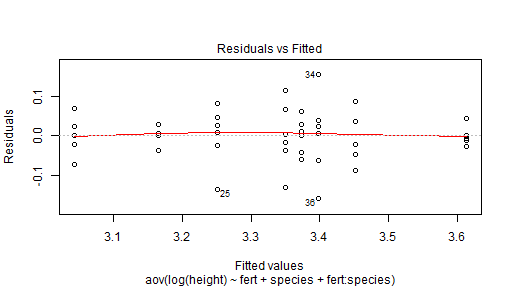 Residuals vs Fitted
Residuals
0.1
0.0
-0.1
34
25
36
3.1 3.2 3.3 3.4 3.5 3.6
Fitted values
aov(log(height) ~ fert + species + fert:species)